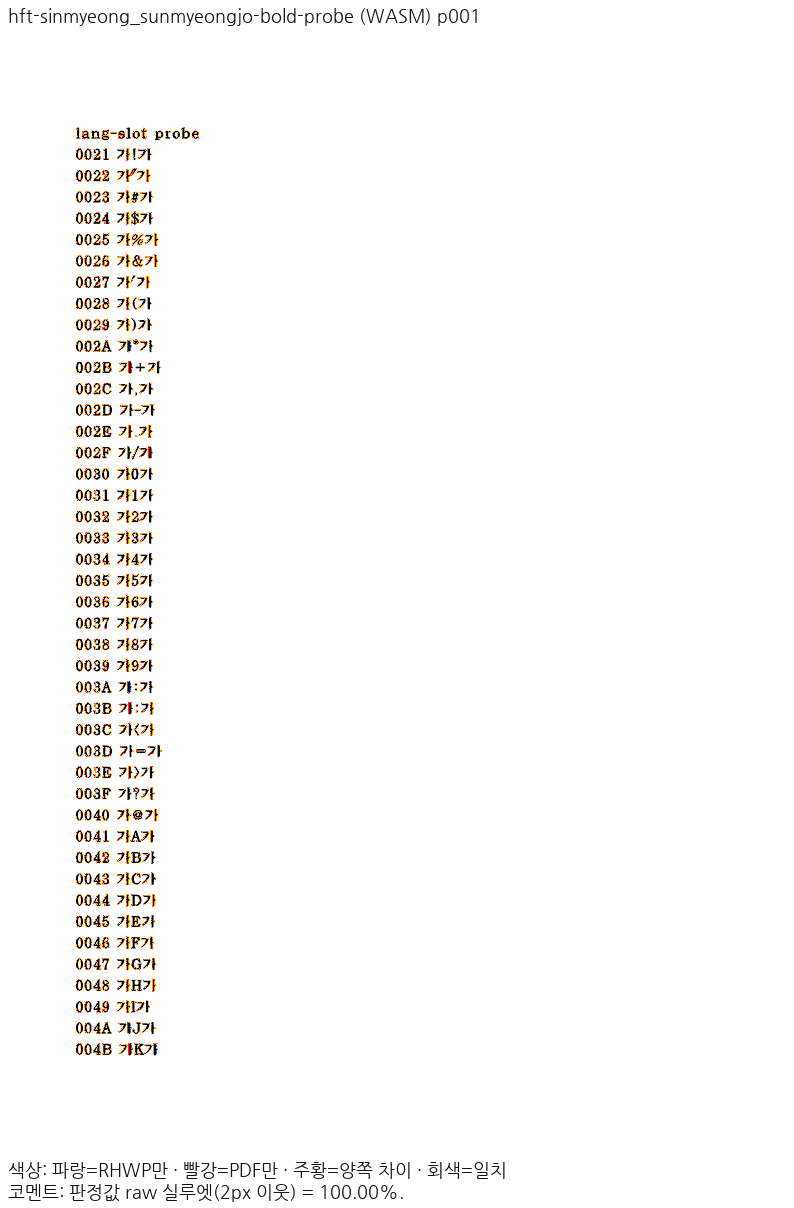 hft-sinmyeong_sunmyeongjo-bold-probe (WASM) p001
lang-slot probe
0021 가!가
0022 가"가
0023 가#가
0024 가$가
0025 가%가
0026 가&가
0027 가'가
0028 가(가
0029 가)가
002A 가*가
002B 가+가
002C 가,가
002D 가-가
002E 가.가
002F 가/가
0030 가0가
0031 가1가
0032 가2가
0033 가3가
0034 가4가
0035 가5가
0036 가6가
0037 가7가
0038 가8가
0039 가9가
003A 가:가
003B 가;가
003C 가<가
003D 가=가
003E 가>가
003F 가?가
0040 가@가
0041 가A가
0042 가B가
0043 가C가
0044 가D가
0045 가E가
0046 가F가
0047 가G가
0048 가H가
0049 가I가
004A 가J가
004B 가K가
색상: 파랑=RHWP만 · 빨강=PDF만 · 주황=양쪽 차이 · 회색=일치
코멘트: 판정값 raw 실루엣(2px 이웃) = 100.00%.